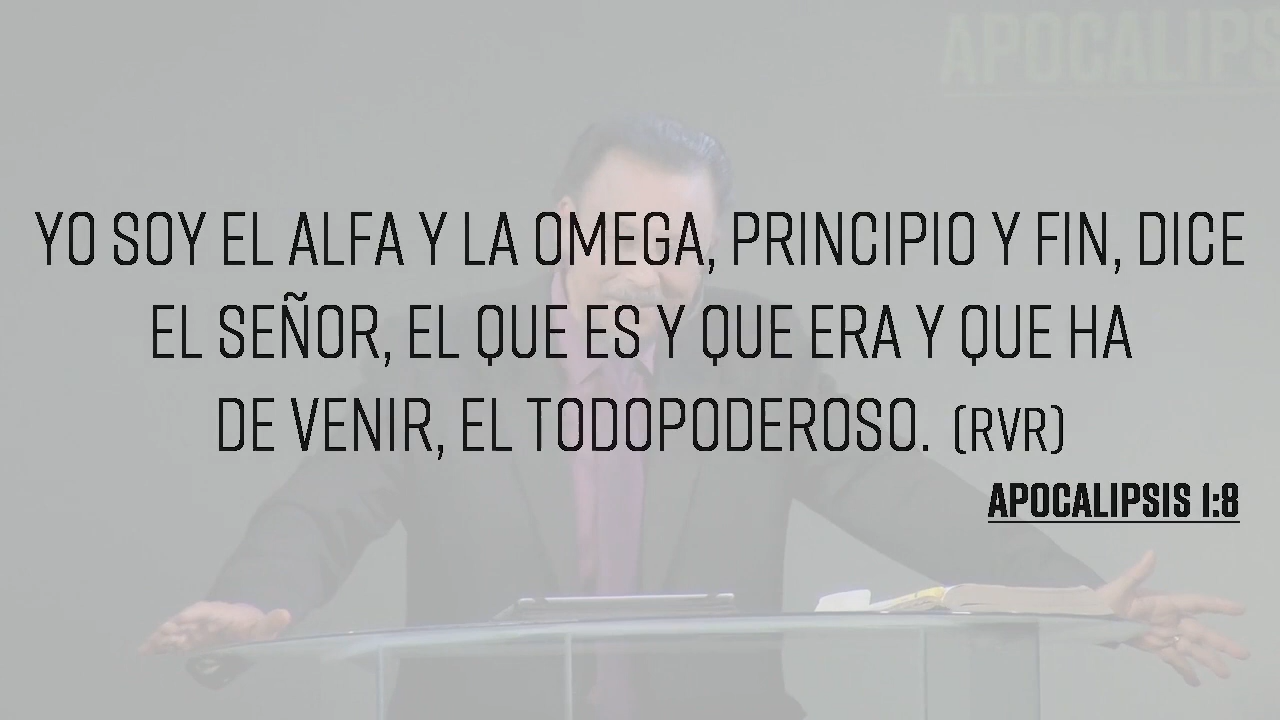 APOCALIPS
YO SOY EL ALFA Y LA OMEGA, PRINCIPIO Y FIN, DICE
EL SEÑOR, EL QUE ES Y QUE ERA Y QUE HA
DE VENIR, EL TODOPODEROSO. (RVR)
APOCALIPSIS 1:8